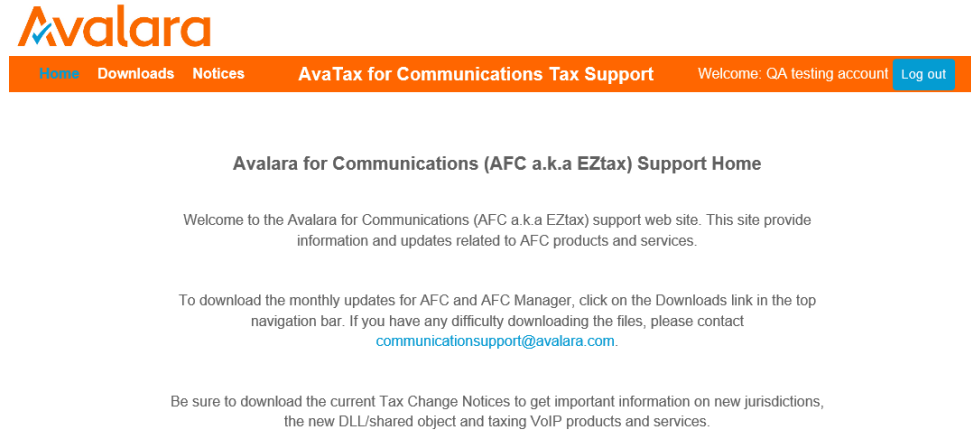 Avalara
Home Downloads Notices AvaTax for Communications Tax Support Welcome: QA testing account Log out
Avalara for Communications (AFC a.k.a EZtax) Support Home
Welcome to the Avalara for Communications (AFC a.k.a EZtax) support web site. This site provide
information and updates related to AFC products and services.
To download the monthly updates for AFC and AFC Manager, click on the Downloads link in the top
navigation bar. If you have any difficulty downloading the files, please contact
communicationsupport@avalara.com.
Be sure to download the current Tax Change Notices to get important information on new jurisdictions,
the new DLL/shared object and taxing VoIP products and services.